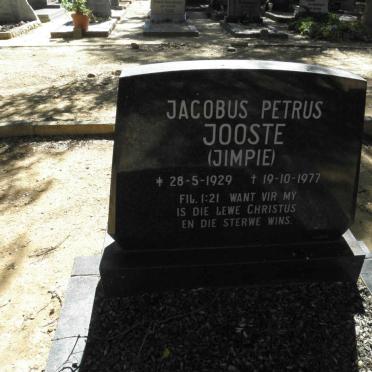 JACOBUS PETRUS
JOOSTE
(JIMPIE)
* 28-5-1929 † 19-10-1977
FIL. 1:21 WANT VIR MY
IS DIE LEWE CHRISTUS
EN DIE STERWE WINS.